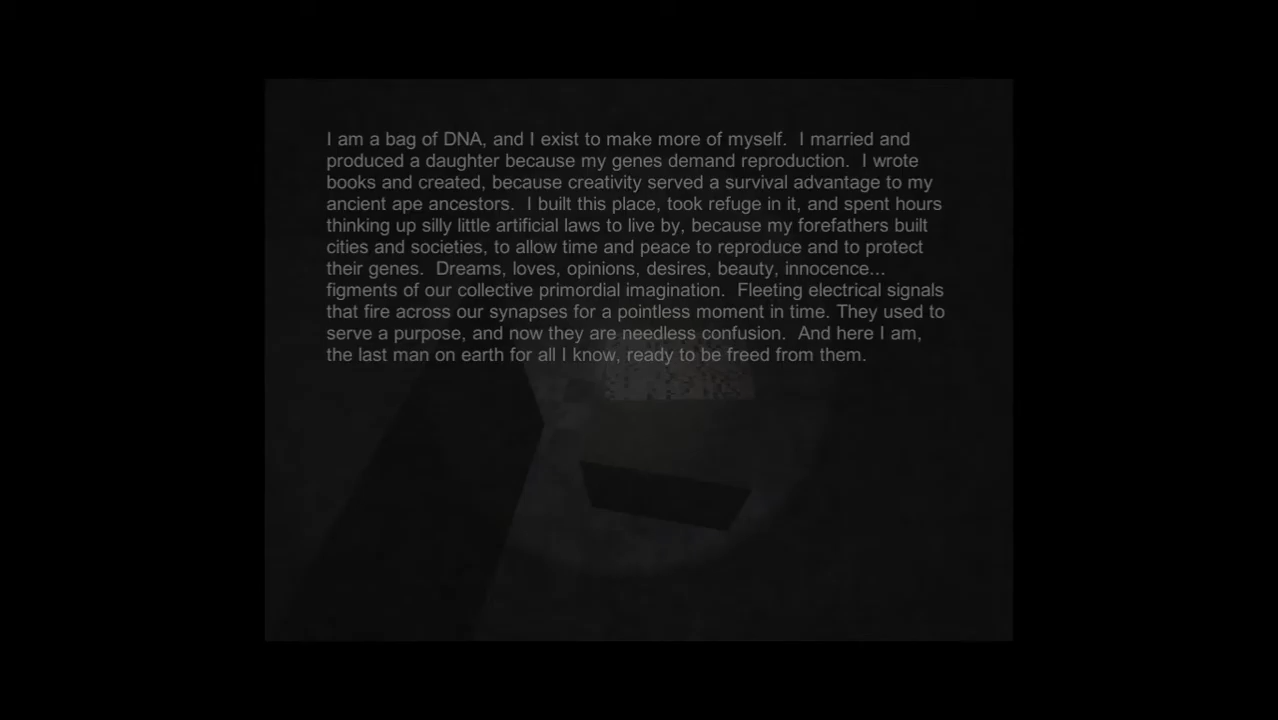 I am a bag of DNA, and I exist to make more of myself.  I married and
produced a daughter because my genes demand reproduction.  I wrote
books and created, because creativity served a survival advantage to my
ancient ape ancestors.  I built this place, took refuge in it, and spent hours
thinking up silly little artificial laws to live by, because my forefathers built
cities and societies, to allow time and peace to reproduce and to protect
their genes.  Dreams, loves, opinions, desires, beauty, innocence...
figments of our collective primordial imagination.  Fleeting electrical signals
that fire across our synapses for a pointless moment in time. They used to
serve a purpose, and now they are needless confusion.  And here I am,
the last man on earth for all I know, ready to be freed from them.